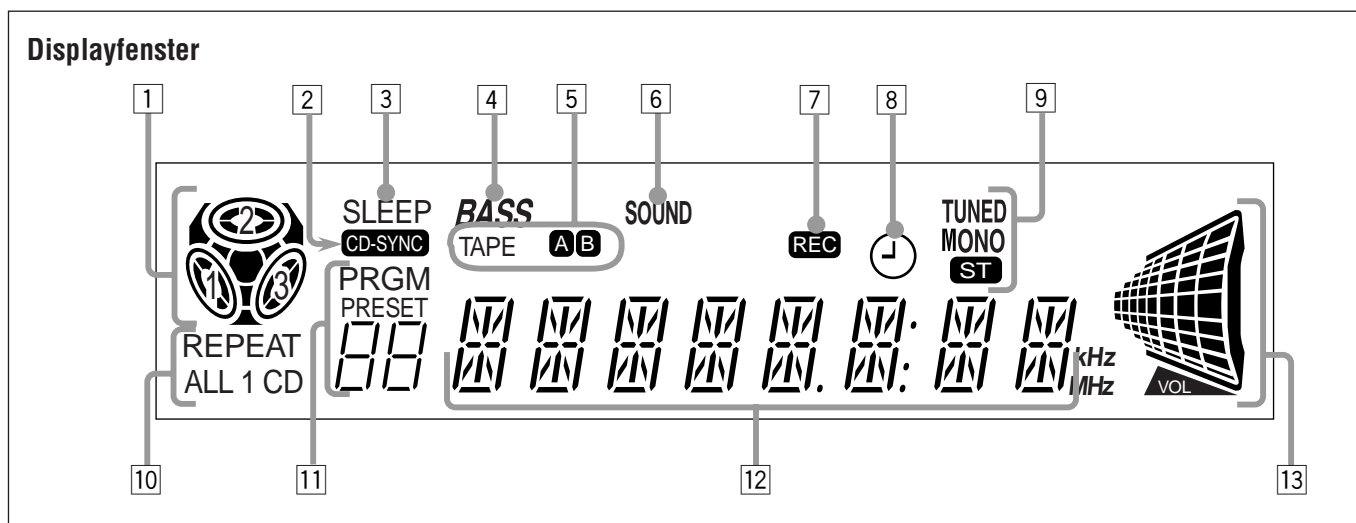 Displayfenster
1 2 3 4 5 6 7 8 9
2 SLEEP BASS SOUND TUNED
CD-SYNC TAPE A B REC MONO
1 3 PRGM ST
PRESET
REPEAT kHz
ALL 1 CD MHz VOL
10 11 12 13